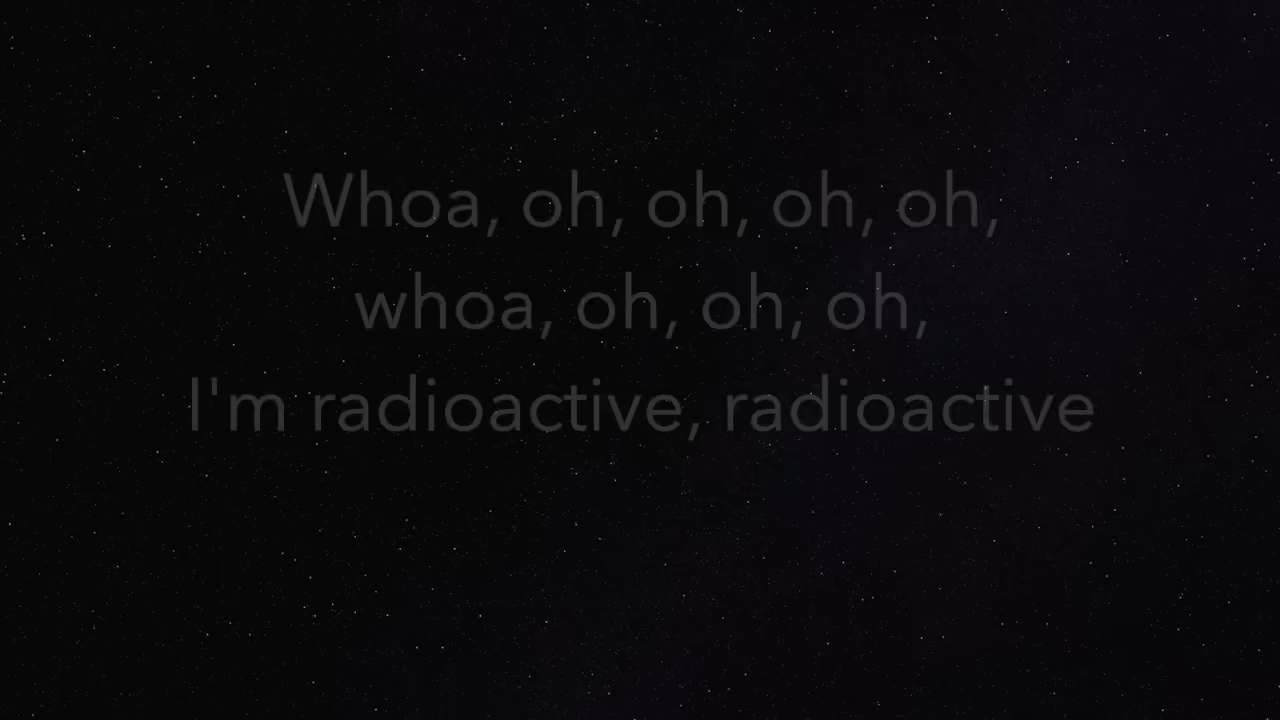 Whoa, oh, oh, oh, oh,
whoa, oh, oh, oh,
I'm radioactive, radioactive